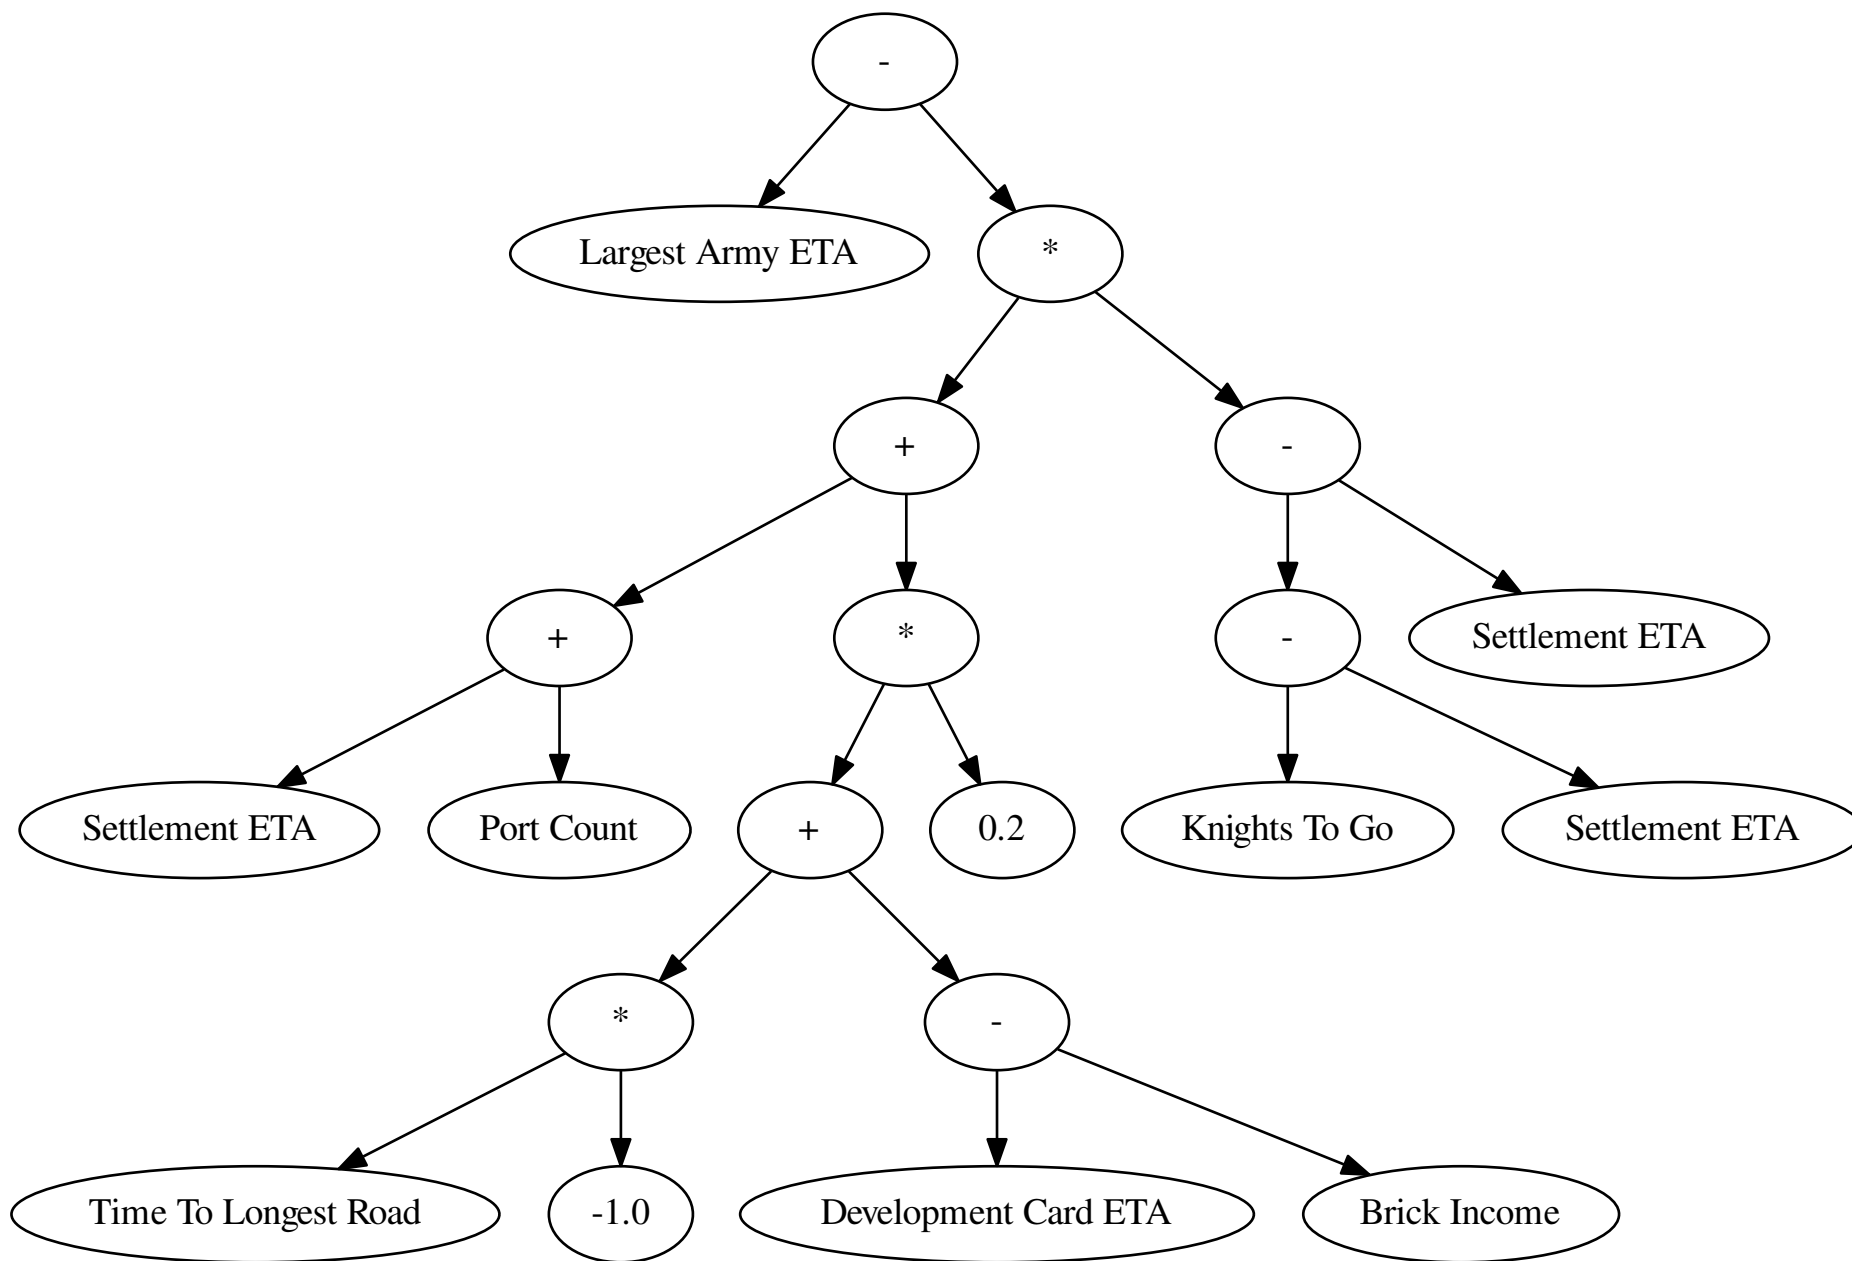 -
Largest Army ETA
*
+
-
+
*
-
Settlement ETA
Settlement ETA
Port Count
+
0.2
Knights To Go
Settlement ETA
*
-
Time To Longest Road
-1.0
Development Card ETA
Brick Income